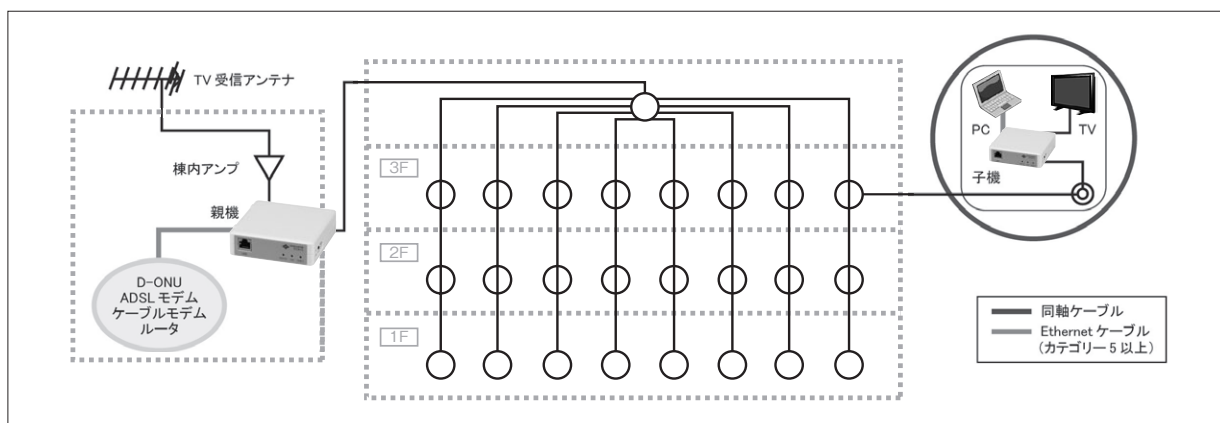 TV 受信アンテナ
棟内アンプ
親機
D-ONU
ADSL モデム
ケーブルモデム
ルータ
3F
2F
1F
PC
TV
子機
同軸ケーブル
Ethernet ケーブル
(カテゴリー 5 以上)